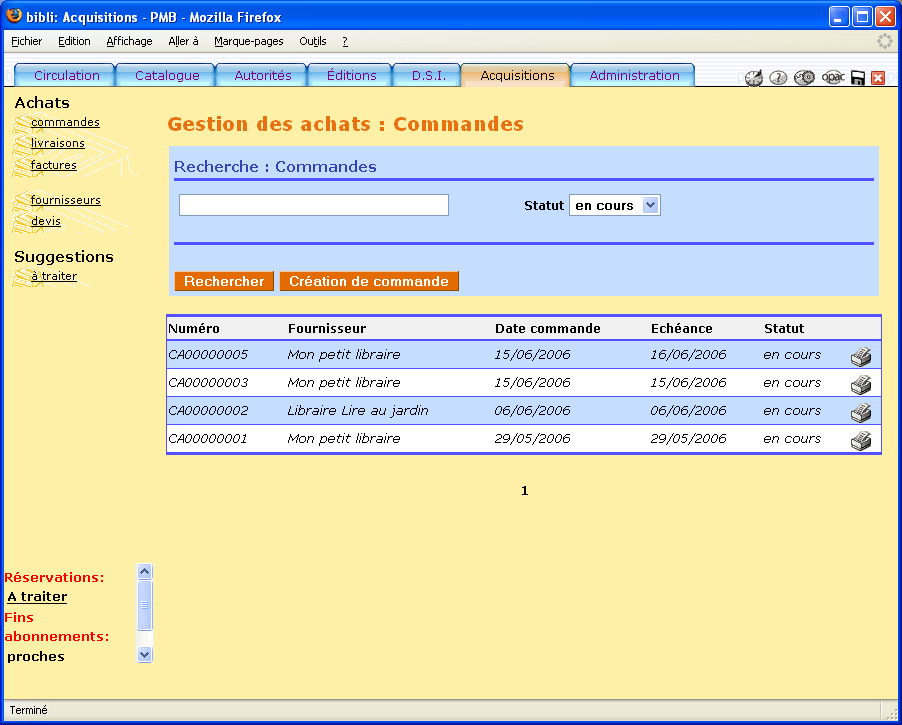 bibli: Acquisitions - PMB - Mozilla Firefox
Fichier Edition Affichage Aller à Marque-pages Outils ?
Circulation Catalogue Autorités Éditions D.S.I. Acquisitions Administration opac
Achats
commandes
livraisons
factures
fournisseurs
devis
Suggestions
à traiter
Gestion des achats : Commandes
Recherche : Commandes
Statut en cours
Rechercher Création de commande
Numéro Fournisseur Date commande Echéance Statut
CA00000005 Mon petit libraire 15/06/2006 16/06/2006 en cours
CA00000003 Mon petit libraire 15/06/2006 15/06/2006 en cours
CA00000002 Libraire Lire au jardin 06/06/2006 06/06/2006 en cours
CA00000001 Mon petit libraire 29/05/2006 29/05/2006 en cours
1
Réservations:
A traiter
Fins
abonnements:
proches
Terminé